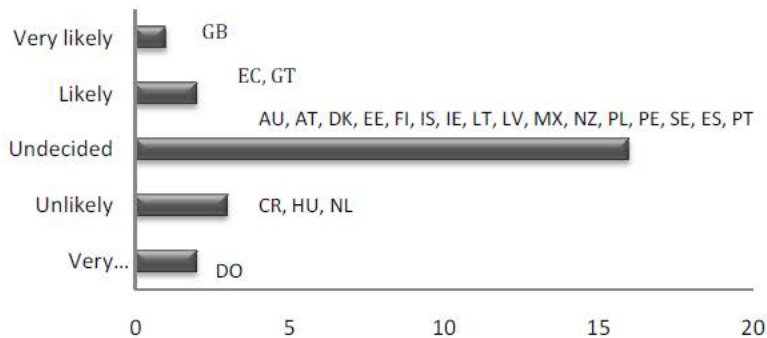 Very likely GB
EC, GT
Likely
AU, AT, DK, EE, FI, IS, IE, LT, LV, MX, NZ, PL, PE, SE, ES, PT
Undecided
Unlikely CR, HU, NL
Very... DO
0 5 10 15 20